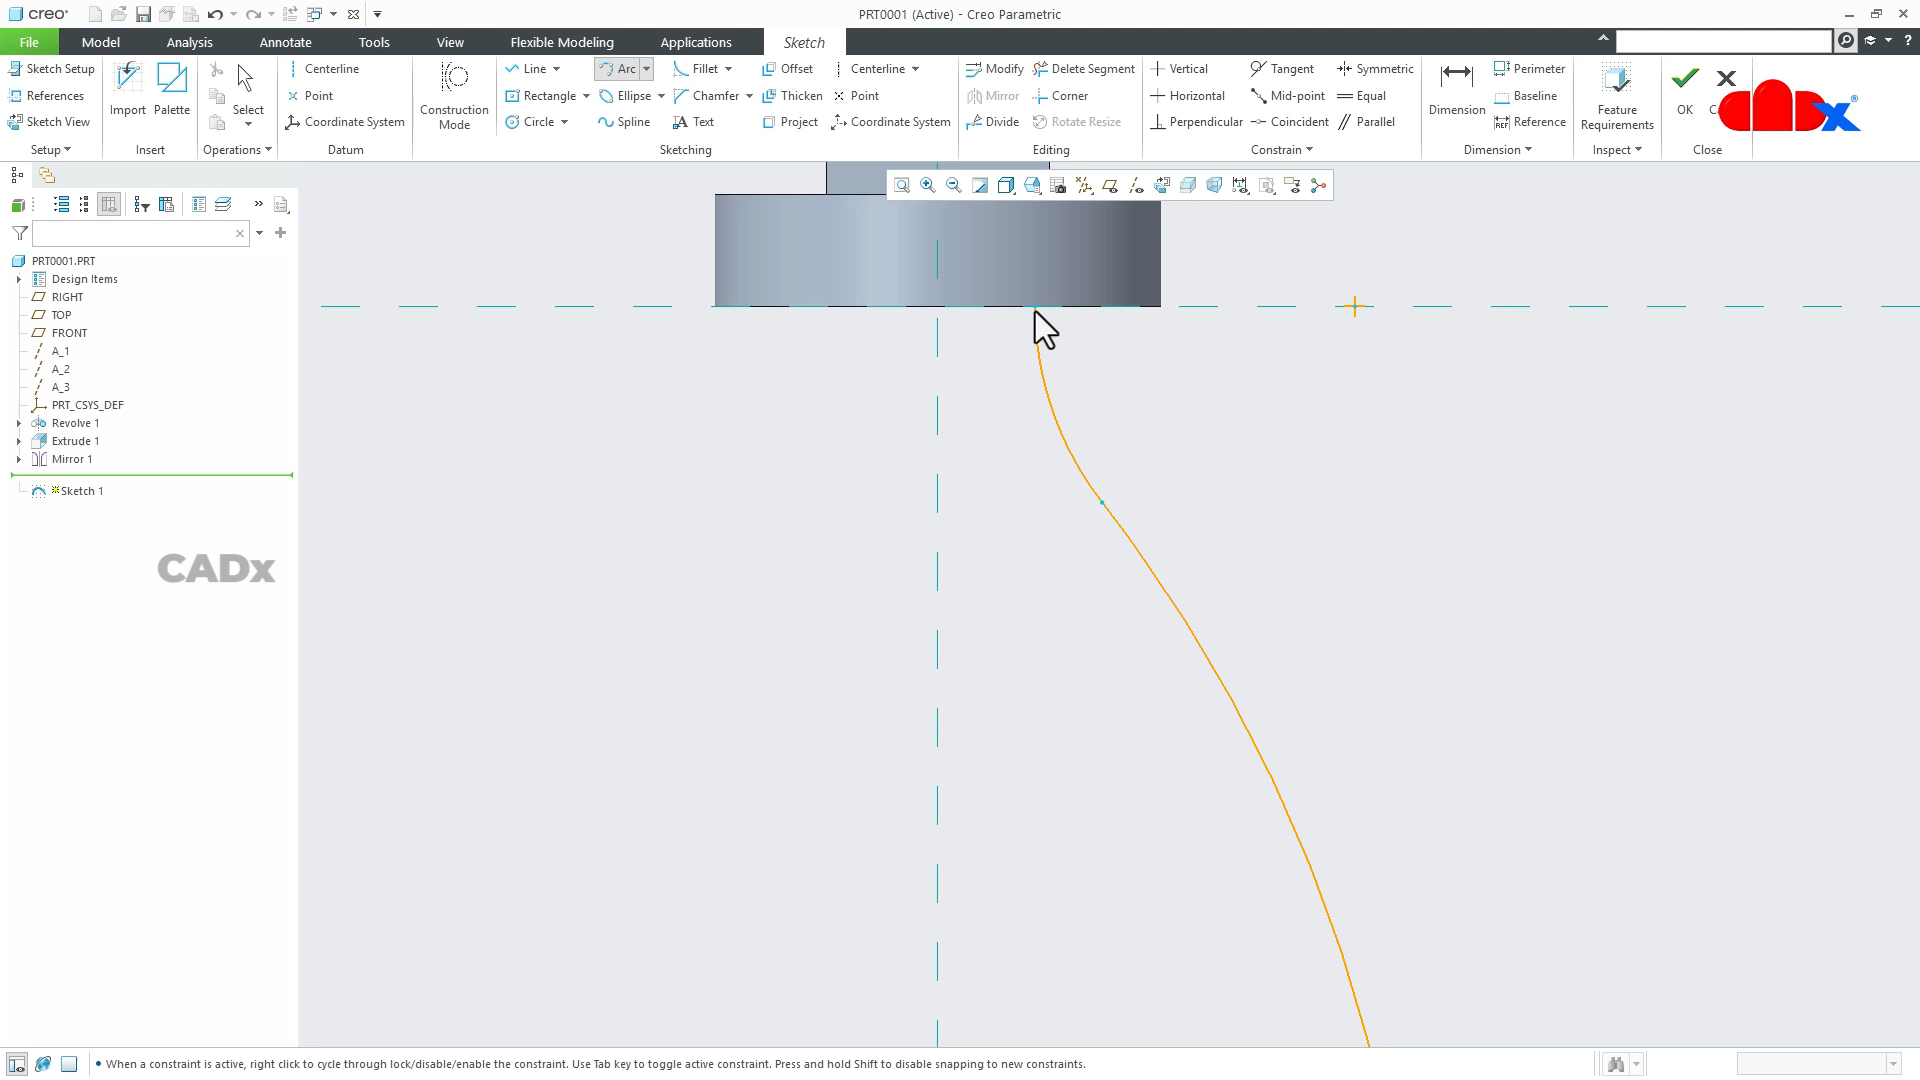 creo®
PRT0001 (Active) - Creo Parametric
File Model Analysis Annotate Tools View Flexible Modeling Applications Sketch
Sketch Setup
References
Sketch View
Setup
Import Palette
Insert
Select
Operations
Centerline
Point
Coordinate System
Datum
Construction Mode
Line Arc Fillet Offset Centerline
Rectangle Ellipse Chamfer Thicken Point
Circle Spline Text Project Coordinate System
Sketching
Modify Delete Segment
Mirror Corner
Divide Rotate Resize
Editing
Vertical Tangent Symmetric
Horizontal Mid-point Equal
Perpendicular Coincident Parallel
Constrain
Dimension
Perimeter
Baseline
Reference
Dimension
Feature Requirements
Inspect
OK
Close
CADx®
PRT0001.PRT
Design Items
RIGHT
TOP
FRONT
A_1
A_2
A_3
PRT_CSYS_DEF
Revolve 1
Extrude 1
Mirror 1
Sketch 1
CADx
• When a constraint is active, right click to cycle through lock/disable/enable the constraint. Use Tab key to toggle active constraint. Press and hold Shift to disable snapping to new constraints.